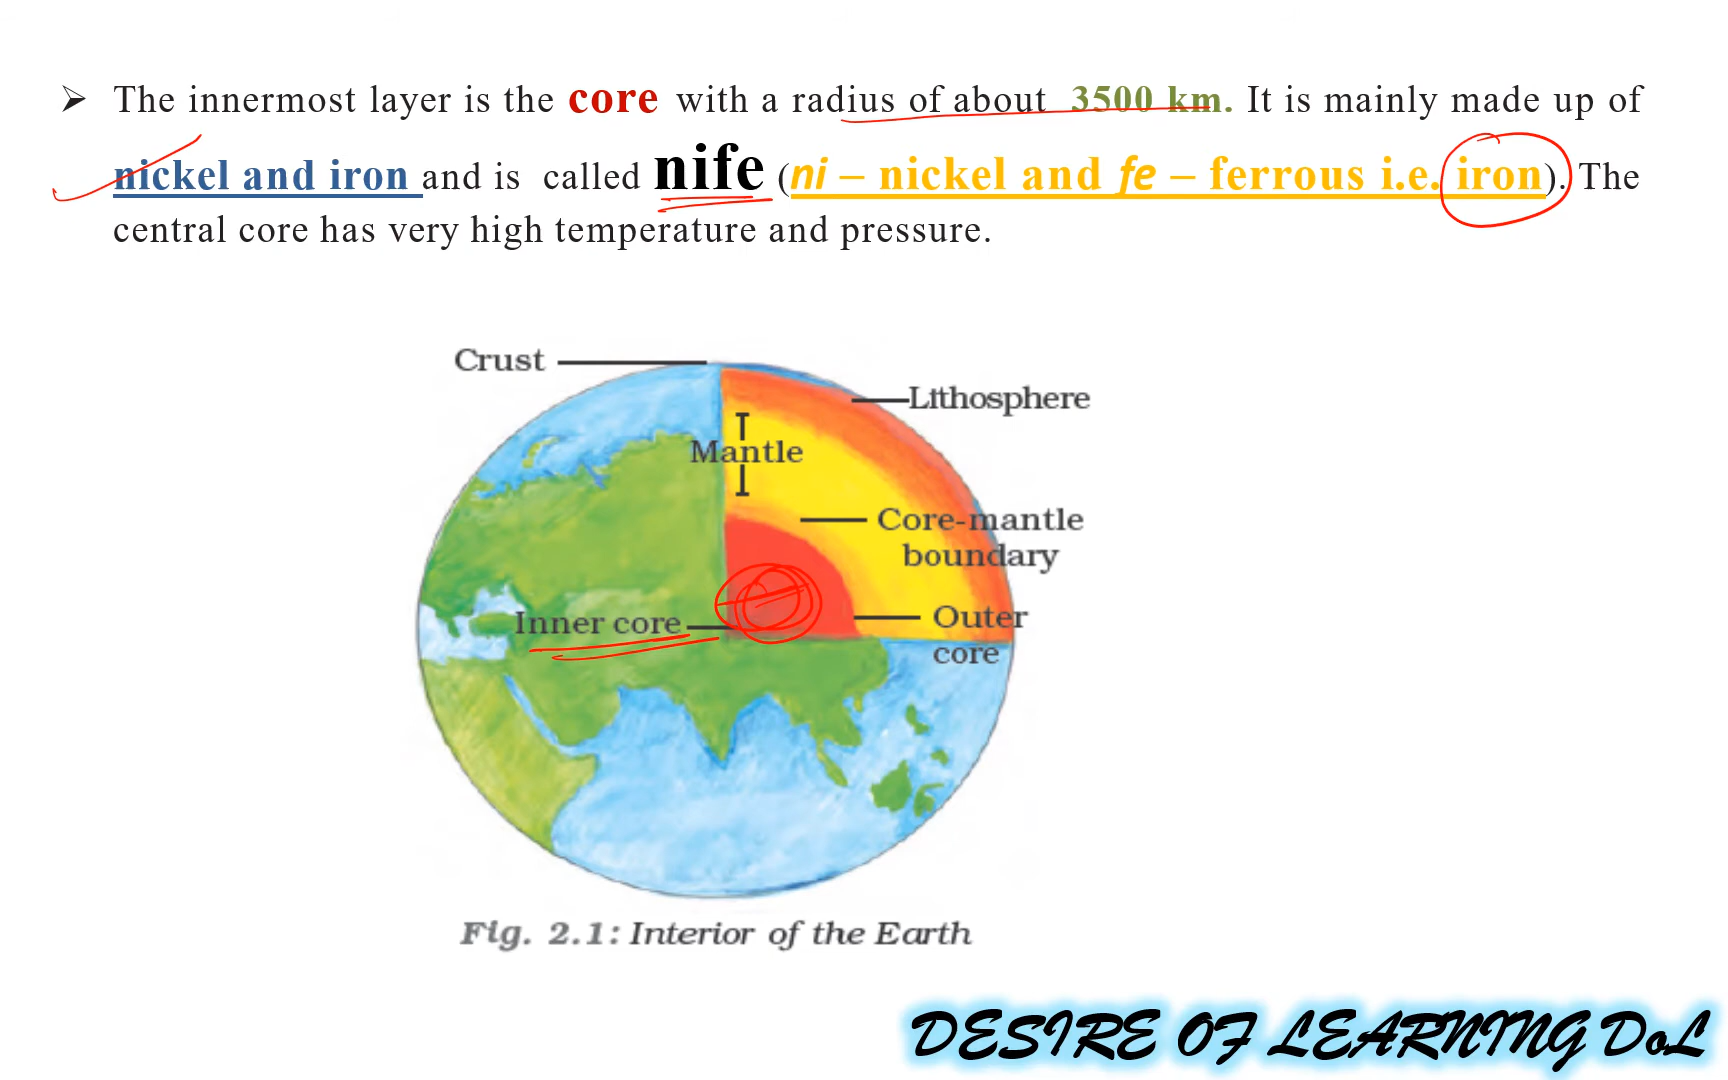 ➢ The innermost layer is the core with a radius of about 3500 km. It is mainly made up of
nickel and iron and is called nife (ni – nickel and fe – ferrous i.e. iron). The
central core has very high temperature and pressure.
Crust
Lithosphere
Mantle
Core-mantle
boundary
Inner core
Outer
core
Fig. 2.1: Interior of the Earth
DESIRE OF LEARNING DoL